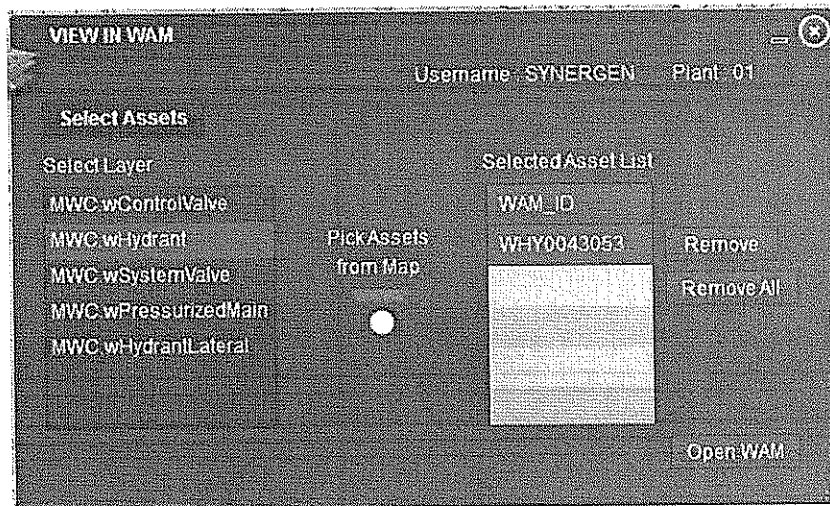 VIEW IN WAM
Username : SYNERGEN Plant : 01
Select Assets
Select Layer
MWC.wControlValve
MWC.wHydrant
MWC.wSystemValve
MWC.wPressurizedMain
MWC.wHydrantLateral
Pick Assets
from Map
Selected Asset List
WAM_ID
WHY0043053
Remove
Remove All
Open WAM